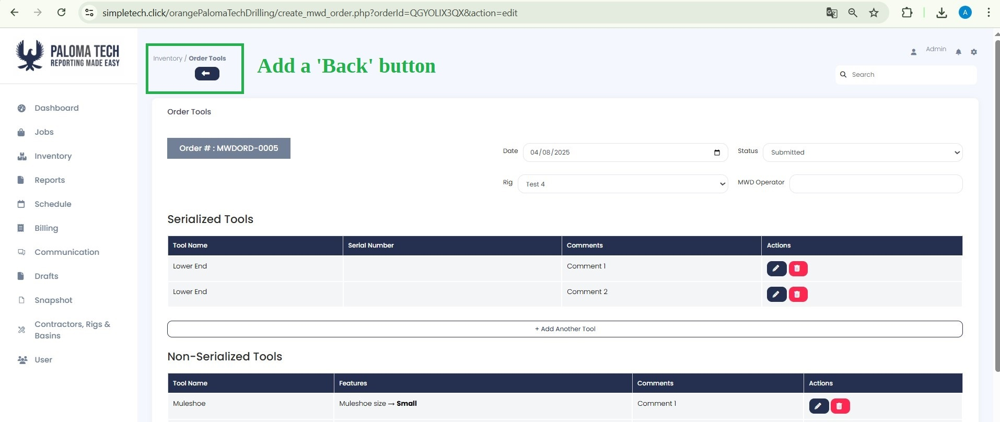 simpletech.click/orangePalomaTechDrilling/create_mwd_order.php?orderId=QGYOLIX3QX&action=edit
A
PALOMA TECH
REPORTING MADE EASY
Inventory / Order Tools
Add a 'Back' button
Admin
Search
Dashboard
Jobs
Inventory
Reports
Schedule
Billing
Communication
Drafts
Snapshot
Contractors, Rigs &
Basins
User
Order Tools
Order # : MWDORD-0005
Date 04/08/2025 Status Submitted
Rig Test 4 MWD Operator
Serialized Tools
Tool Name Serial Number Comments Actions
Lower End Comment 1
Lower End Comment 2
+ Add Another Tool
Non-Serialized Tools
Tool Name Features Comments Actions
Muleshoe Muleshoe size → Small Comment 1